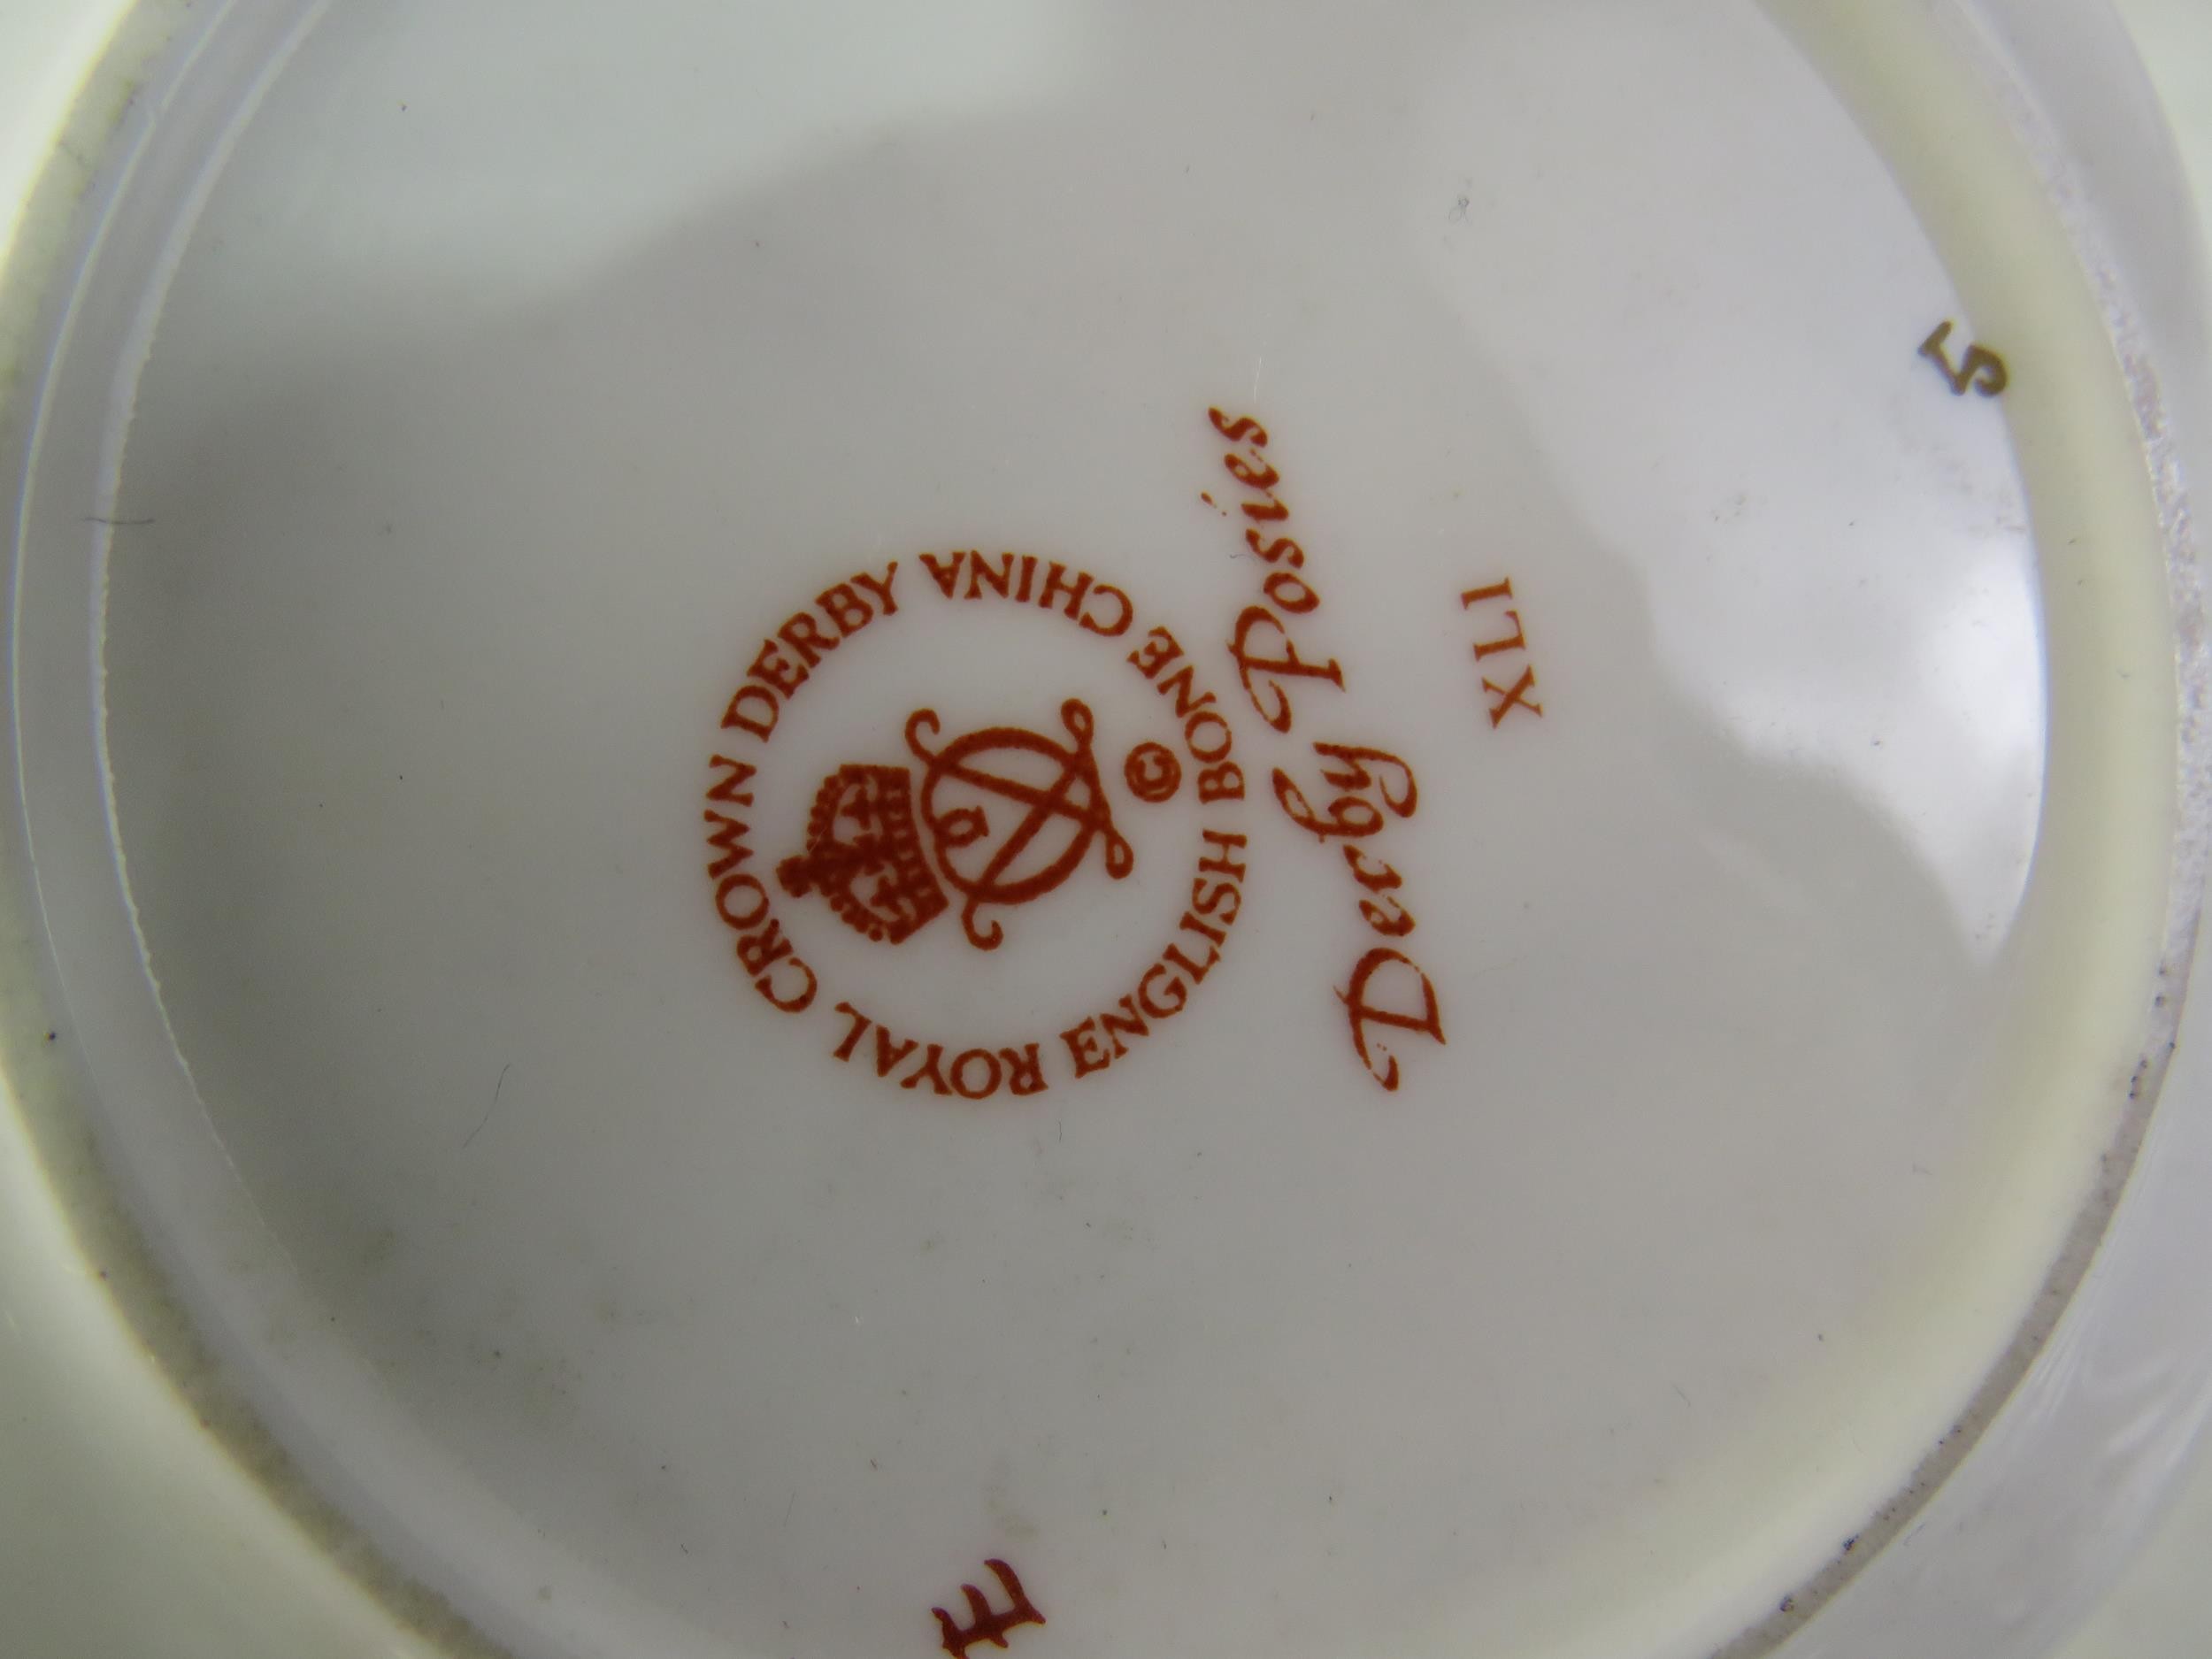 ROYAL CROWN DERBY
ENGLISH BONE CHINA
©
Derby Posies
XLI
5